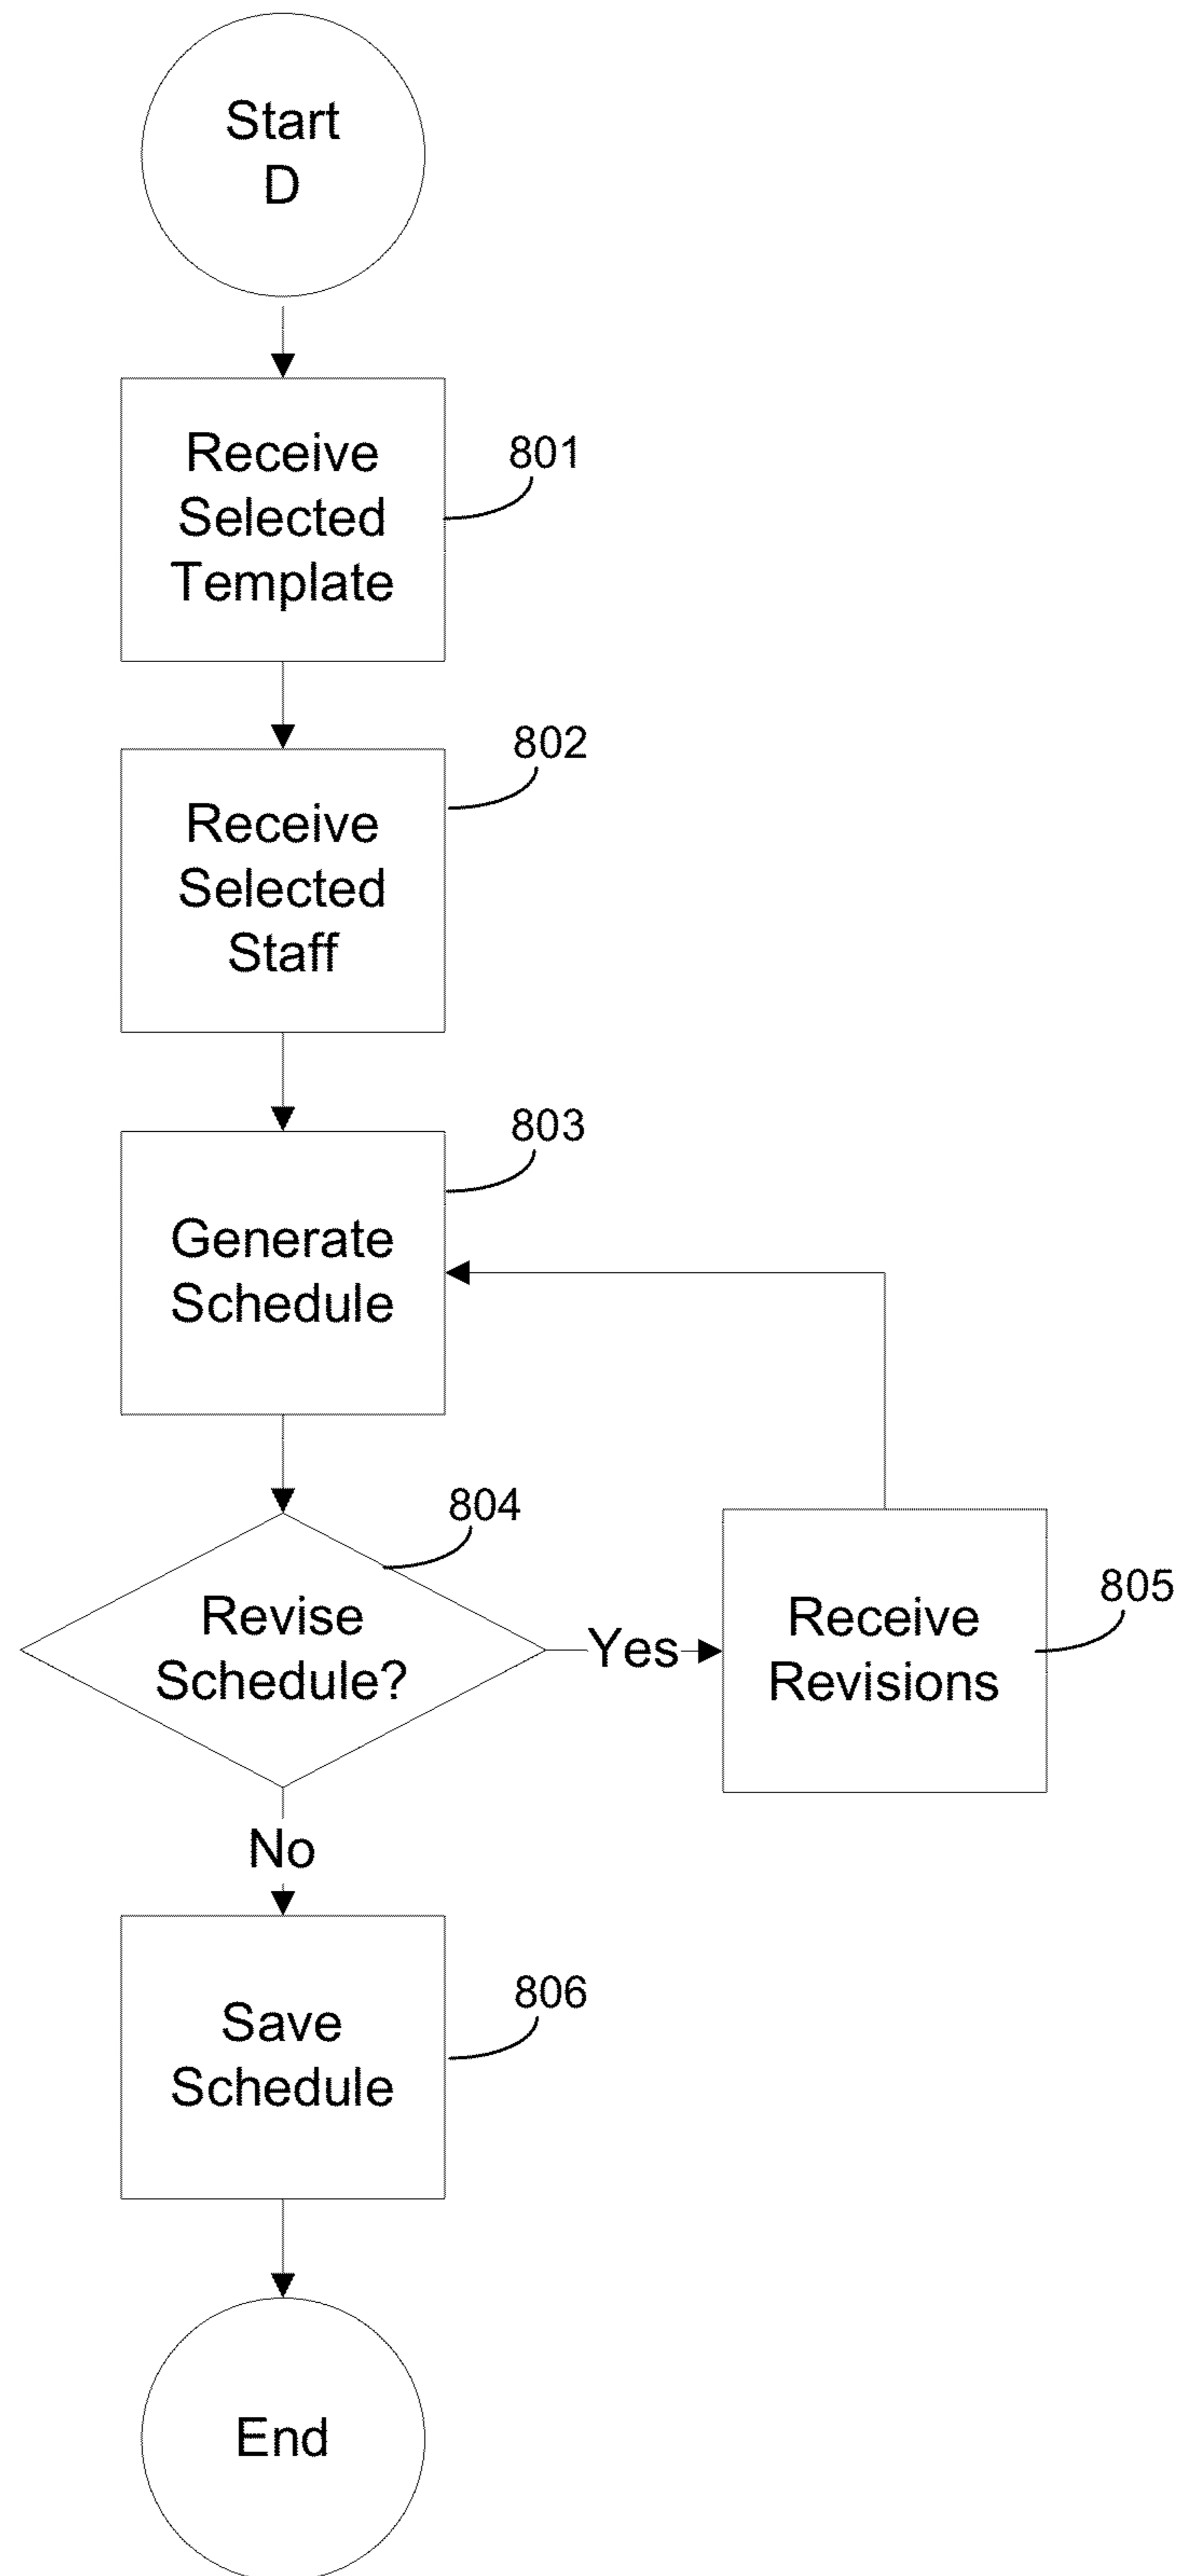 Start
D
Receive
Selected
Template
801
Receive
Selected
Staff
802
Generate
Schedule
803
Revise
Schedule?
804
Yes
Receive
Revisions
805
No
Save
Schedule
806
End